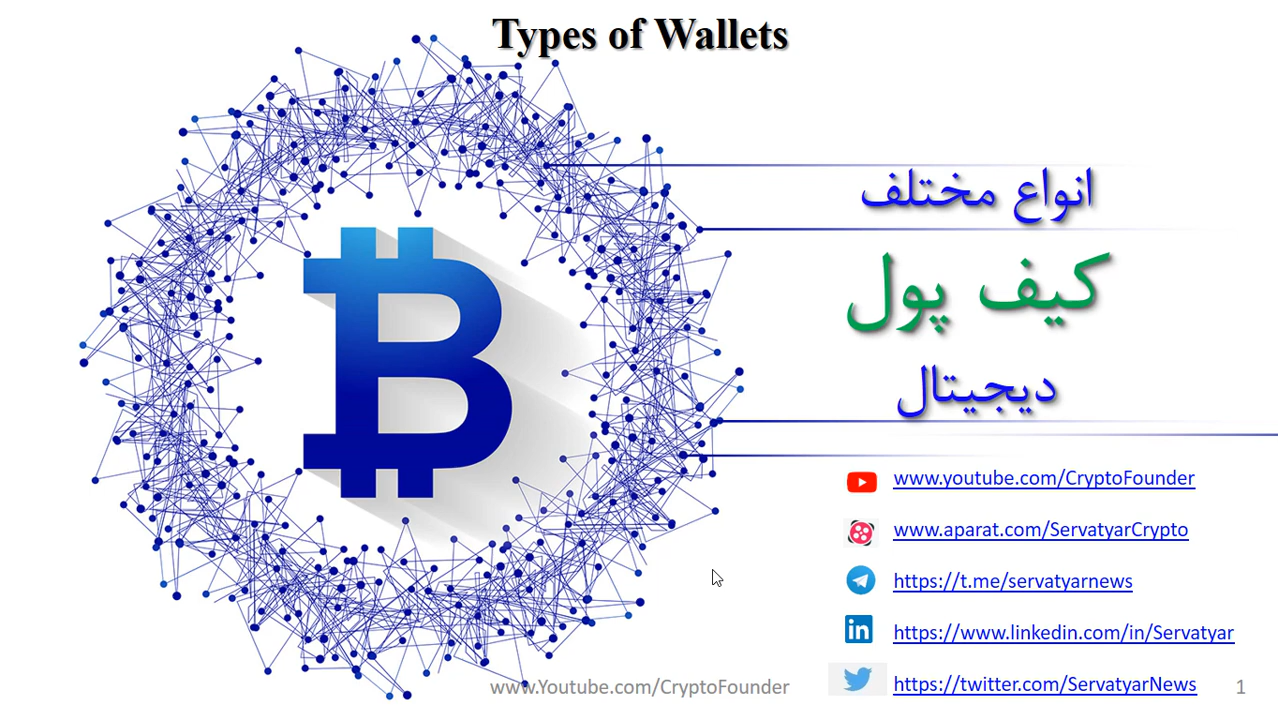 Types of Wallets
انواع مختلف
کیف پول
دیجیتال
www.youtube.com/CryptoFounder
www.aparat.com/ServatyarCrypto
https://t.me/servatyarnews
https://www.linkedin.com/in/Servatyar
https://twitter.com/ServatyarNews
www.Youtube.com/CryptoFounder
1